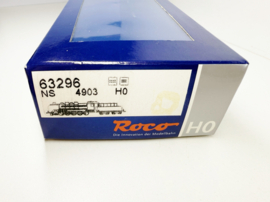 63296
NS 4903 H0
Roco
Die Innovation der Modellbahn
H0